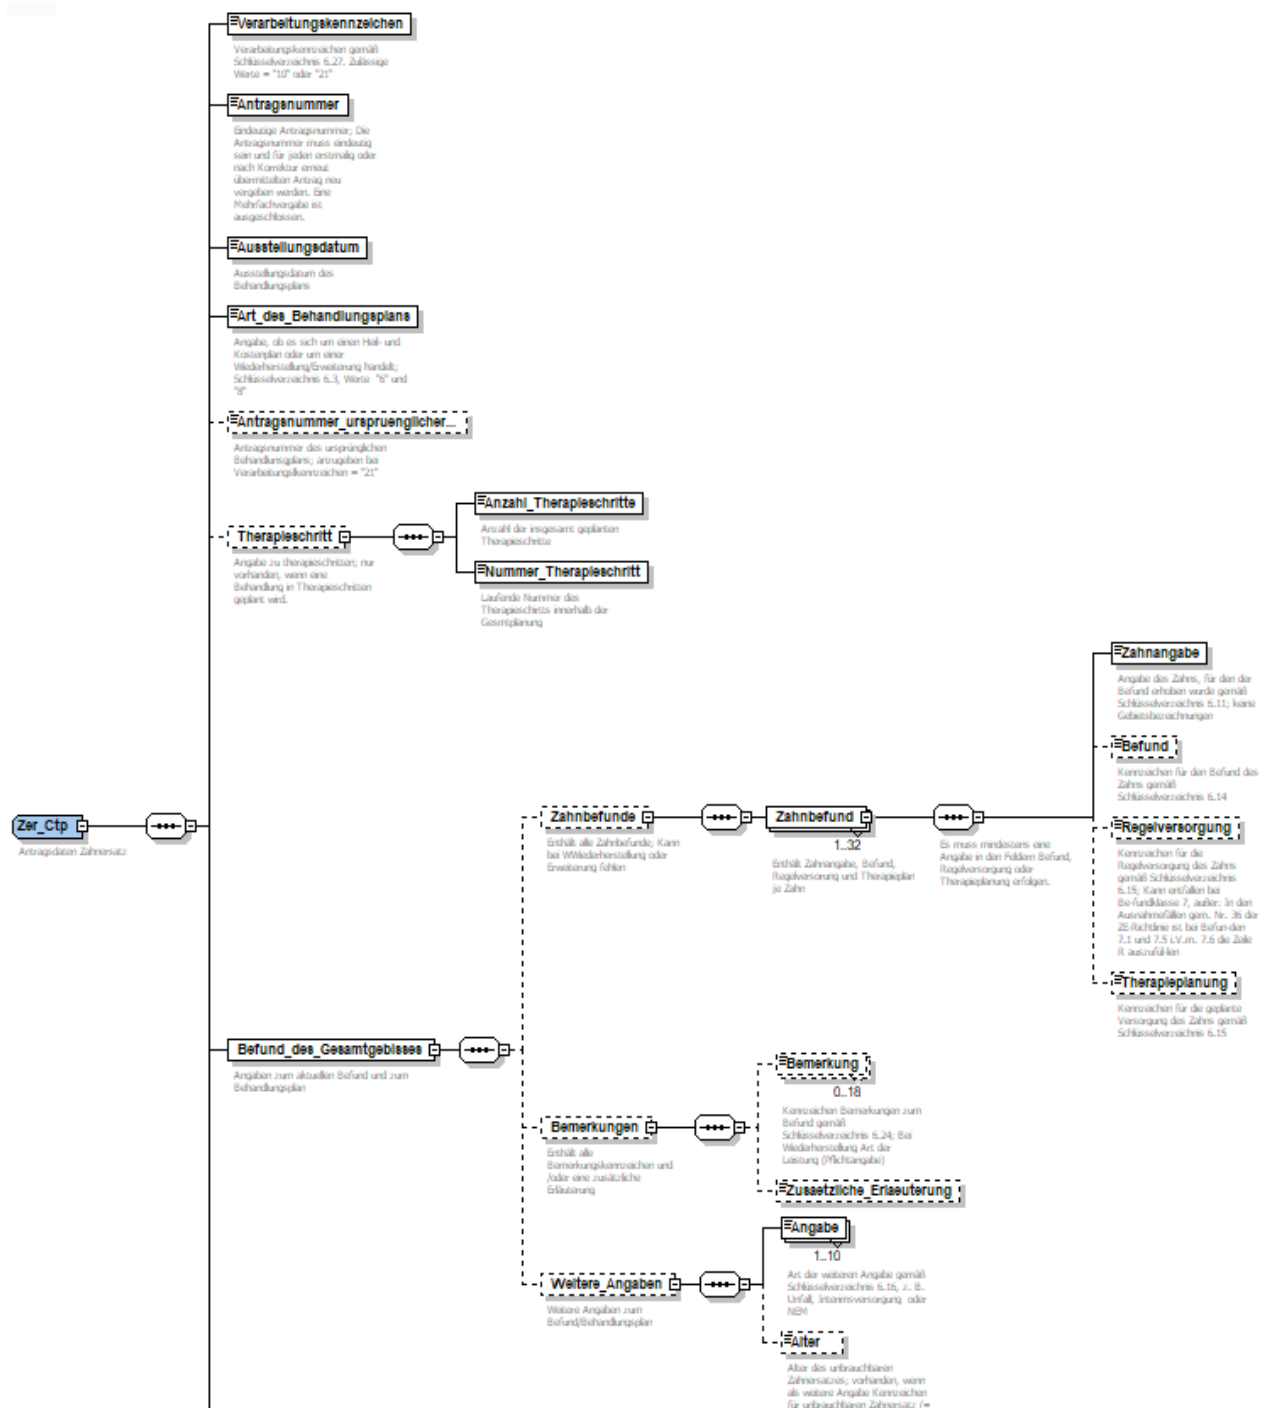 Verarbeitungskennzeichen
Verarbeitungskennzeichen gemäß
Schlüsselverzeichnis 6.27. Zulässige
Werte = "10" oder "21"
Antragsnummer
Eindeutige Antragsnummer; Die
Antragsnummer muss eindeutig
sein und für jeden erstmalig oder
nach Korrektur erneut
übermittelten Antrag neu
vergeben werden. Eine
Mehrfachvergabe ist
ausgeschlossen.
Ausstellungsdatum
Ausstellungsdatum des
Behandlungsplans
Art_des_Behandlungsplans
Angabe, ob es sich um einen Heil- und
Kostenplan oder um einer
Wiederherstellung/Erweiterung handelt;
Schlüsselverzeichnis 6.3, Werte "6" und
"8"
Antragsnummer_urspruenglicher...
Antragsnummer des ursprünglichen
Behandlunsgplans; anzugeben bei
Verarbeitungslkennzeichen = "21"
Therapieschritt
Angabe zu therapieschritten; nur
vorhanden, wenn eine
Behandlung in Therapieschritten
geplant wird.
Anzahl_Therapieschritte
Anzahl der insgesamt geplanten
Therapieschritte
Nummer_Therapieschritt
Laufende Nummer des
Therapieschirtts innerhalb der
Gesmtplanung
Zer_Ctp
Antragsdaten Zahnersatz
Befund_des_Gesamtgebisses
Angaben zum aktuellen Befund und zum
Behandlungsplan
Zahnbefunde
Enthält alle Zahnbefunde; Kann
bei WWiederherstellung oder
Erweiterung fehlen
Zahnbefund
1..32
Enthält Zahnangabe, Befund,
Regelversorung und Therapieplan
je Zahn
Es muss mindestens eine
Angabe in den Feldern Befund,
Regelversorgung oder
Therapieplanung erfolgen.
Zahnangabe
Angabe des Zahns, für den der
Befund erhoben wurde gemäß
Schlüsselverzeichnis 6.11; keine
Gebietsbezeichnungen
Befund
Kennzeichen für den Befund des
Zahns gemäß
Schlüsselverzeichnis 6.14
Regelversorgung
Kennzeichen für die
Regelversorgung des Zahns
gemäß Schlüsselverzeichnis
6.15; Kann entfallen bei
Be-fundklasse 7, außer: In den
Ausnahmefällen gem. Nr. 36 der
ZE-Richtlinie ist bei Befun-den
7.1 und 7.5 i.V.m. 7.6 die Zeile
R auszufül-len
Therapieplanung
Kennzeichen für die geplante
Versorgung des Zahns gemäß
Schlüsselverzeichnis 6.15
Bemerkungen
Enthält alle
Bemerkungskennzeichen und
/oder eine zusätzliche
Erläuterung
Bemerkung
0..18
Kennzeichen Bemerkungen zum
Befund gemäß
Schlüsselverzeichnis 6.24; Bei
Wiederherstellung Art der
Leistung (Pflichtangabe)
Zusaetzliche_Erlaeuterung
Weitere_Angaben
Weitere Angaben zum
Befund/Behandlungsplan
Angabe
1..10
Art der weiteren Angabe gemäß
Schlüsselverzeichnis 6.16, z. B.
Unfall, Interimsversorgung oder
NEM
Alter
Alter des unbrauchbaren
Zahnersatzes; vorhanden, wenn
als weitere Angabe Kennzeichen
für unbrauchbaren Zahnersatz (=